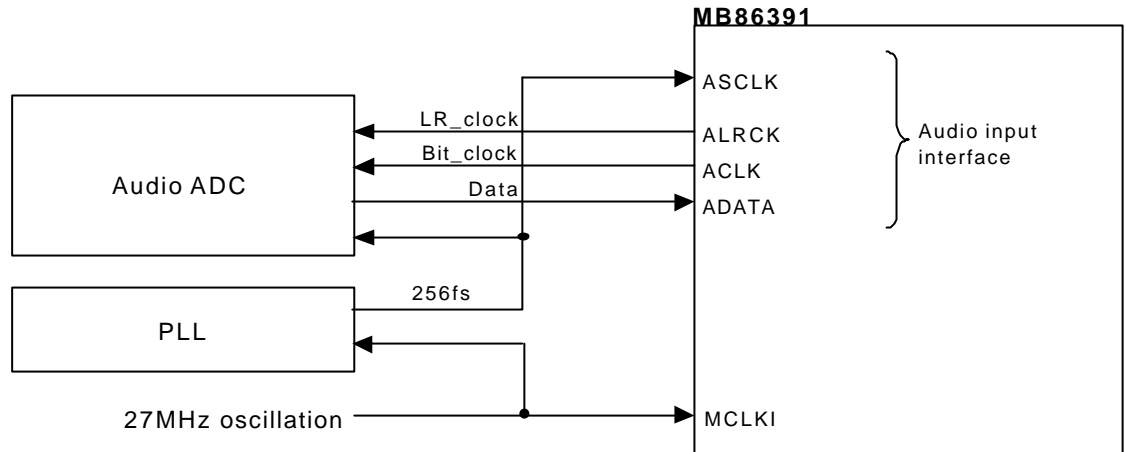 MB86391
ASCLK
LR_clock
ALRCK
Audio input
interface
Bit_clock
ACLK
Audio ADC
Data
ADATA
256fs
PLL
27MHz oscillation
MCLKI